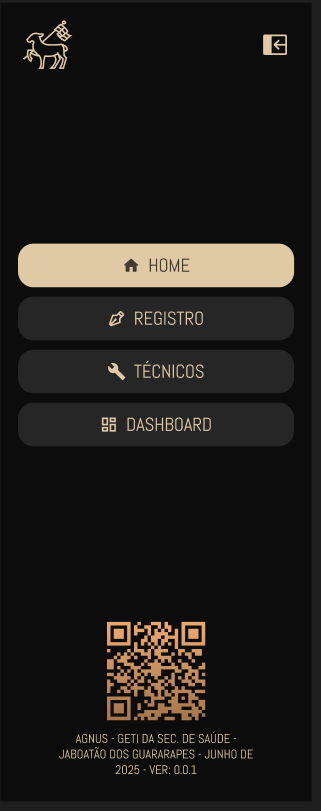 HOME
REGISTRO
TÉCNICOS
DASHBOARD
AGNUS - GETI DA SEC. DE SAÚDE -
JABOATÃO DOS GUARARAPES - JUNHO DE
2025 - VER: 0.0.1